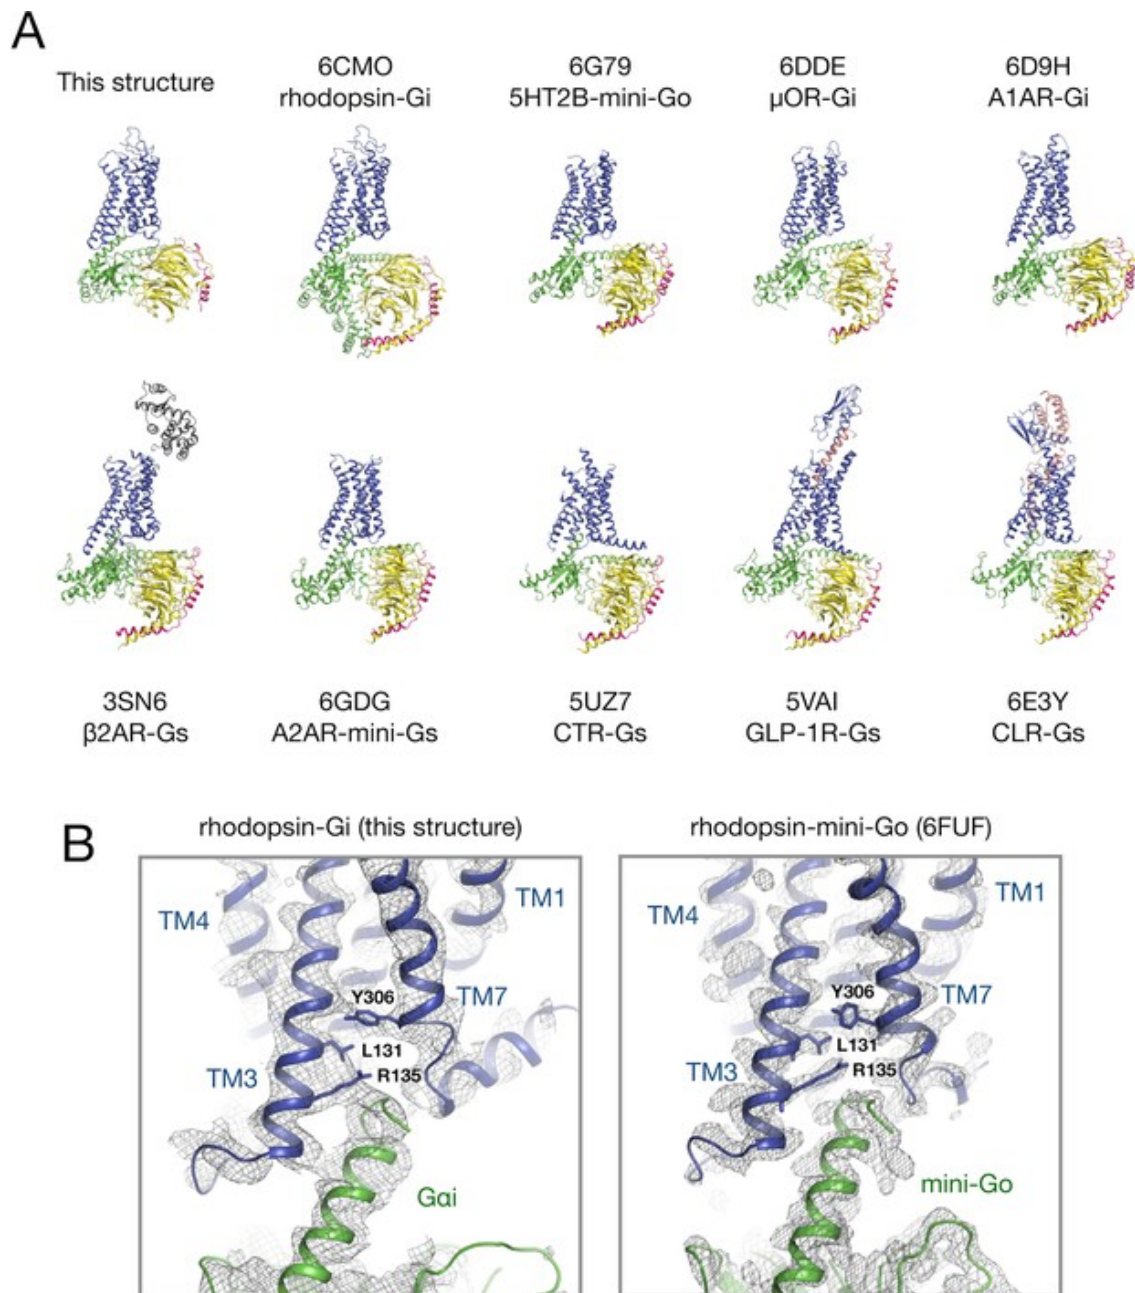 A
This structure
6CMO
rhodopsin-Gi
6G79
5HT2B-mini-Go
6DDE
µOR-Gi
6D9H
A1AR-Gi
3SN6
β2AR-Gs
6GDG
A2AR-mini-Gs
5UZ7
CTR-Gs
5VAI
GLP-1R-Gs
6E3Y
CLR-Gs
B
rhodopsin-Gi (this structure)
TM4
TM1
Y306
TM7
L131
TM3
R135
Gαi
rhodopsin-mini-Go (6FUF)
TM4
TM1
Y306
TM7
L131
TM3
R135
mini-Go